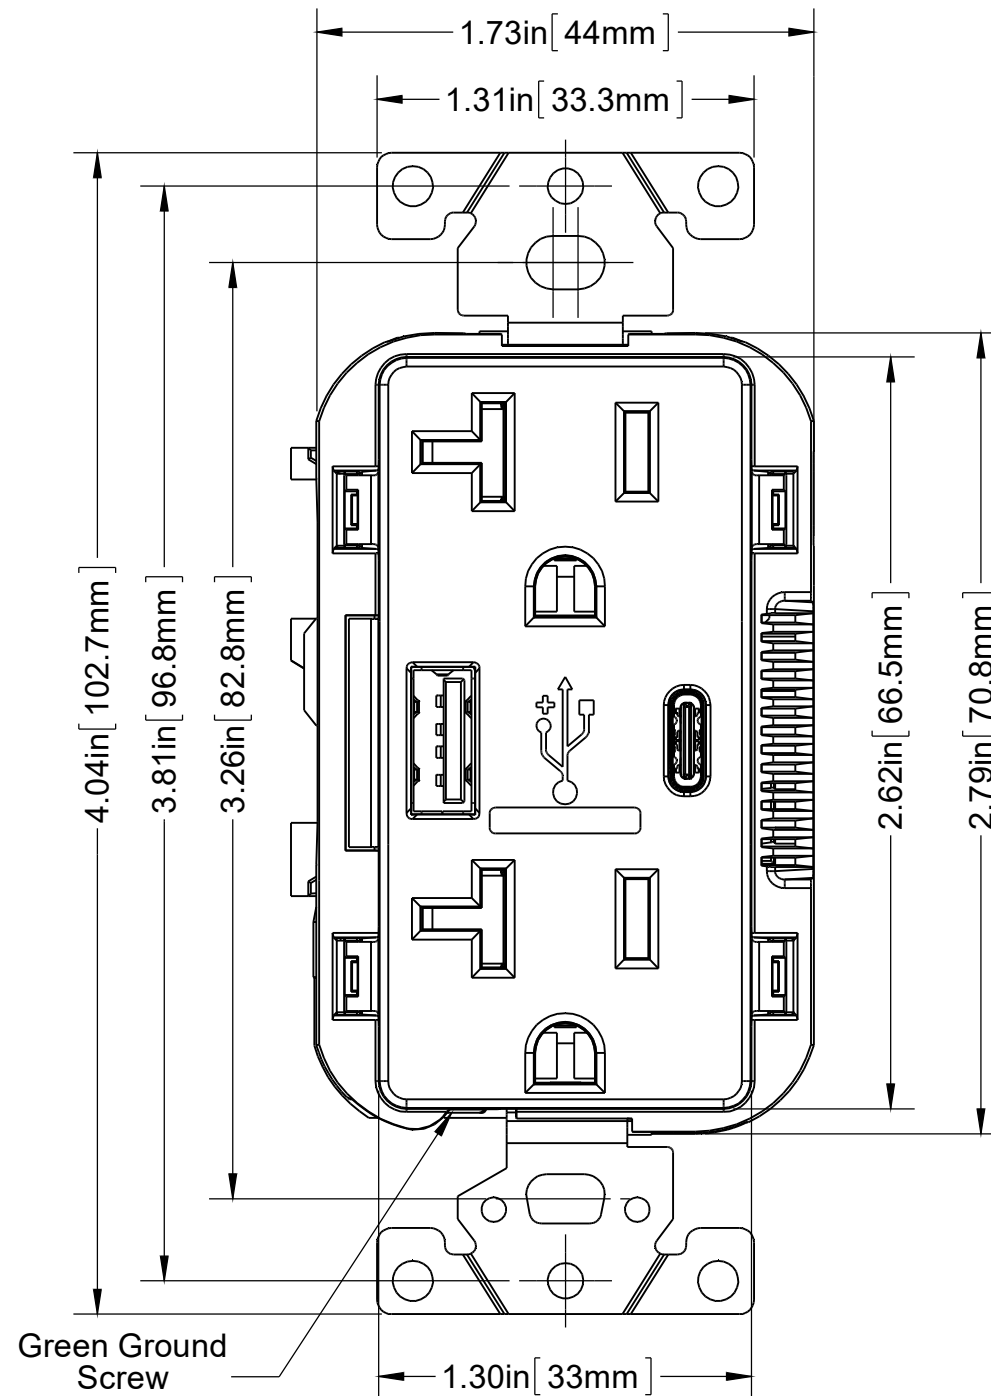 1.73in[ 44mm ]
1.31in[ 33.3mm ]
4.04in[ 102.7mm ]
3.81in[ 96.8mm ]
3.26in[ 82.8mm ]
2.62in[ 66.5mm ]
2.79in[ 70.8mm ]
Green Ground
Screw
1.30in[ 33mm ]